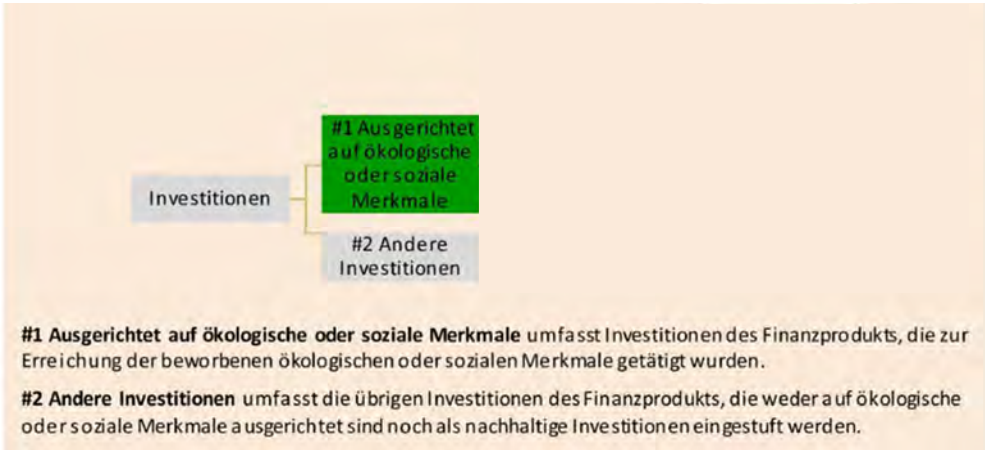 #1 Ausgerichtet
auf ökologische
oder soziale
Merkmale
Investitionen
#2 Andere
Investitionen
#1 Ausgerichtet auf ökologische oder soziale Merkmale umfasst Investitionen des Finanzprodukts, die zur
Erreichung der beworbenen ökologischen oder sozialen Merkmale getätigt wurden.
#2 Andere Investitionen umfasst die übrigen Investitionen des Finanzprodukts, die weder auf ökologische
oder soziale Merkmale ausgerichtet sind noch als nachhaltige Investitionen eingestuft werden.